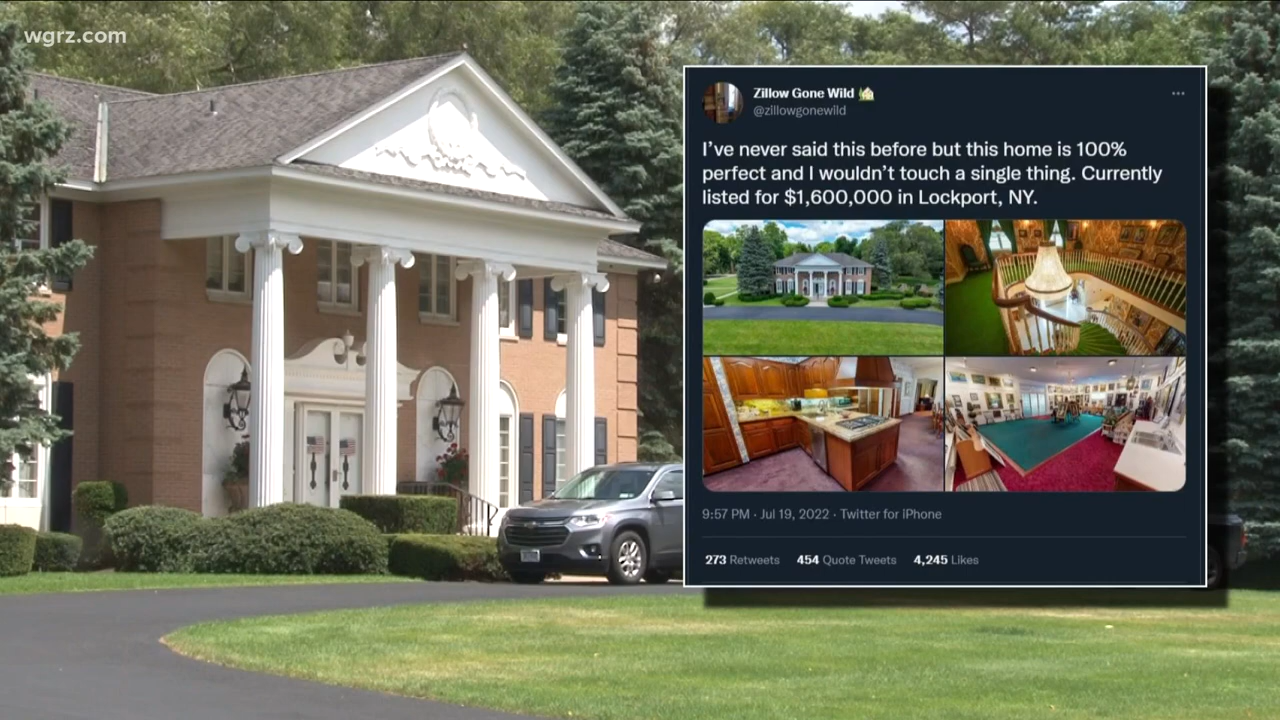 wgrz.com
Zillow Gone Wild
@zillowgonewild
I’ve never said this before but this home is 100%
perfect and I wouldn’t touch a single thing. Currently
listed for $1,600,000 in Lockport, NY.
9:57 PM · Jul 19, 2022 · Twitter for iPhone
273 Retweets 454 Quote Tweets 4,245 Likes